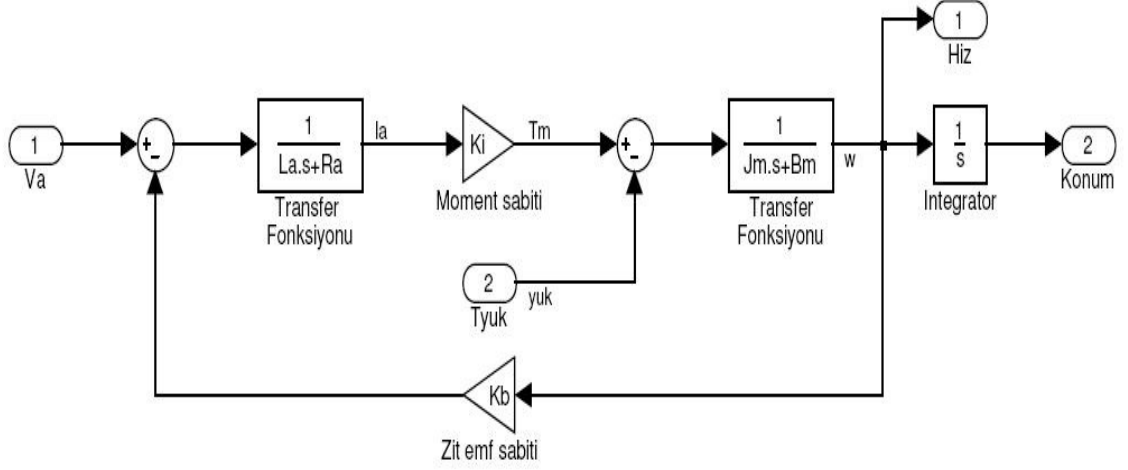 1
Hiz
1
Va
+
-
1
La.s+Ra
Transfer
Fonksiyonu
Ia
Ki
Moment sabiti
Tm
+
-
1
Jm.s+Bm
Transfer
Fonksiyonu
w
1
s
Integrator
2
Konum
2
Tyuk
yuk
Kb
Zit emf sabiti